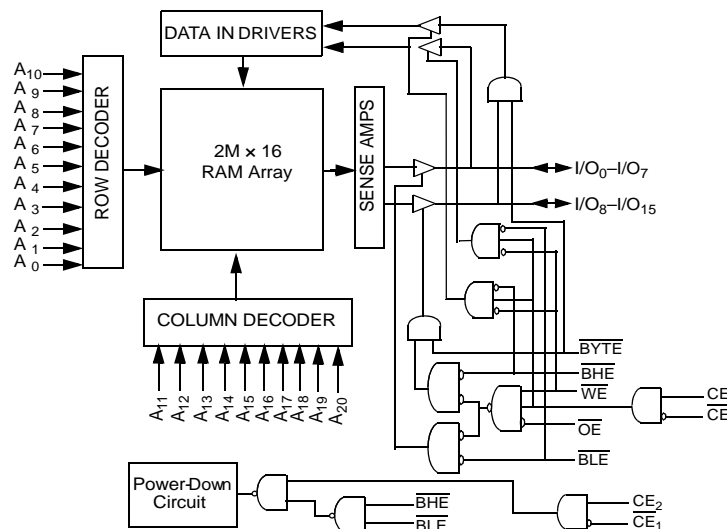 DATA IN DRIVERS
A10
A9
A8
A7
A6
A5
A4
A3
A2
A1
A0
ROW DECODER
2M × 16
RAM Array
SENSE AMPS
I/O0–I/O7
I/O8–I/O15
COLUMN DECODER
A11
A12
A13
A14
A15
A16
A17
A18
A19
A20
BYTE
BHE
WE
CE
CE
OE
BLE
Power-Down
Circuit
BHE
BLE
CE2
CE1